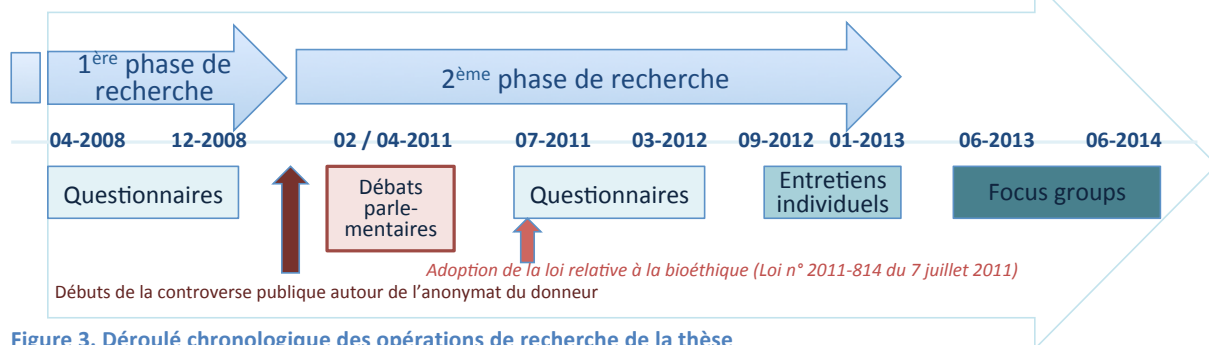 1ère phase de
recherche
2ème phase de recherche
04-2008 12-2008 02 / 04-2011 07-2011 03-2012 09-2012 01-2013 06-2013 06-2014
Questionnaires
Débats
parle-
mentaires
Questionnaires
Entretiens
individuels
Focus groups
Adoption de la loi relative à la bioéthique (Loi n° 2011-814 du 7 juillet 2011)
Débuts de la controverse publique autour de l'anonymat du donneur
Figure 3. Déroulé chronologique des opérations de recherche de la thèse